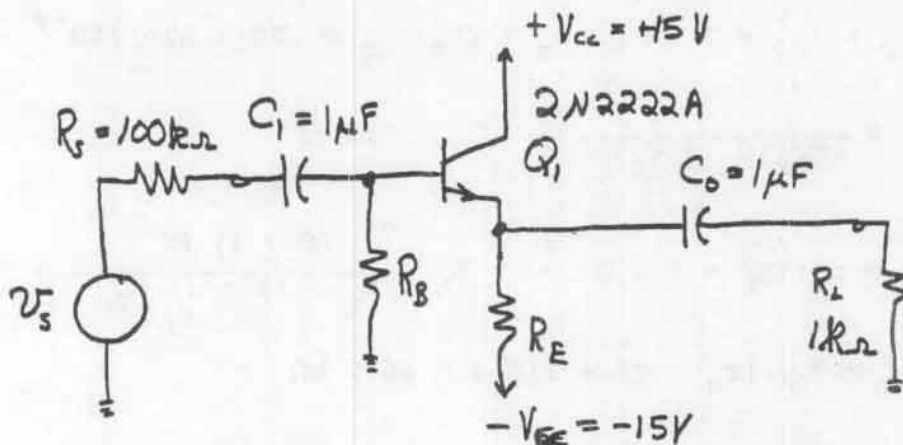 + Vcc = +15 V
2N2222A
Q1
Rs = 100kΩ
C1 = 1μF
Co = 1μF
RB
vs
RE
RL
1kΩ
- VEE = -15V